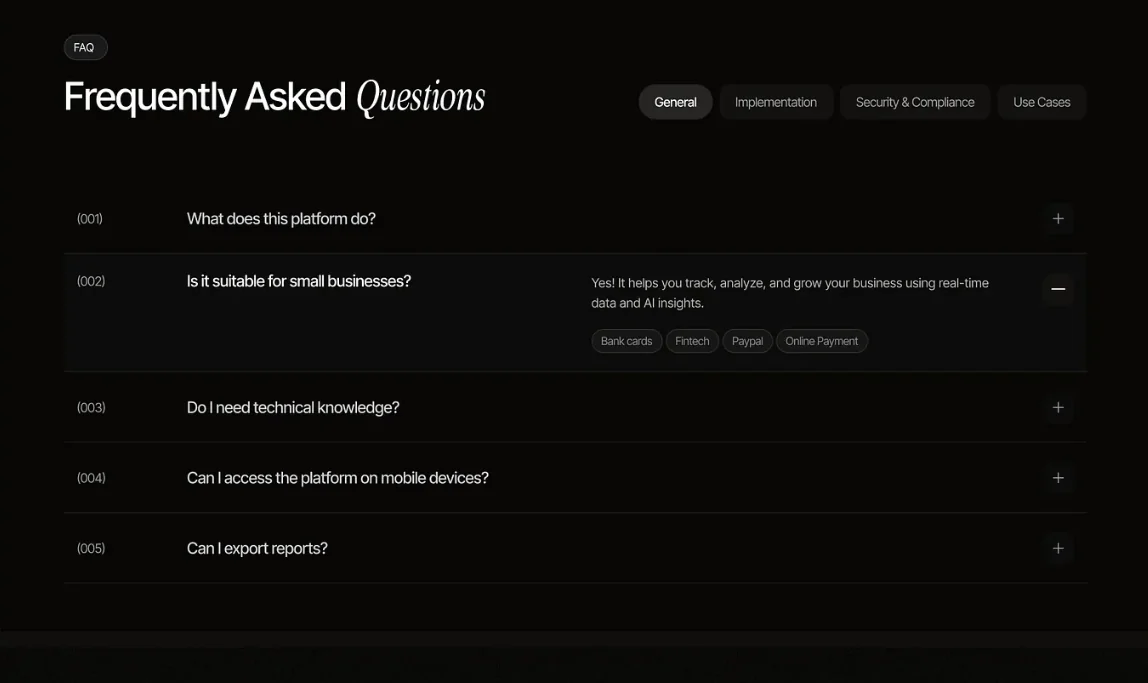 FAQ
Frequently Asked Questions
General
Implementation
Security & Compliance
Use Cases
(001)
What does this platform do?
+
(002)
Is it suitable for small businesses?
Yes! It helps you track, analyze, and grow your business using real-time
data and AI insights.
Bank cards
Fintech
Paypal
Online Payment
—
(003)
Do I need technical knowledge?
+
(004)
Can I access the platform on mobile devices?
+
(005)
Can I export reports?
+